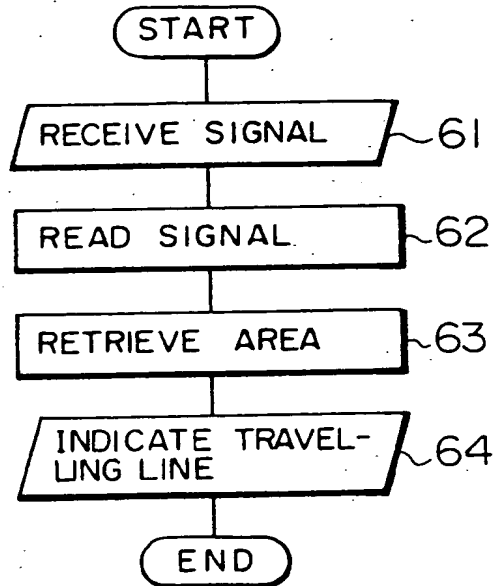 START
RECEIVE SIGNAL 61
READ SIGNAL 62
RETRIEVE AREA 63
INDICATE TRAVEL-
LING LINE 64
END